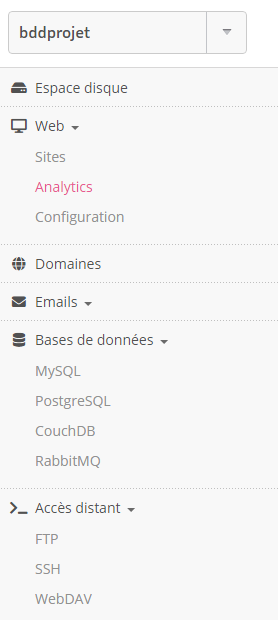 bddprojet
Espace disque
Web
Sites
Analytics
Configuration
Domaines
Emails
Bases de données
MySQL
PostgreSQL
CouchDB
RabbitMQ
Accès distant
FTP
SSH
WebDAV